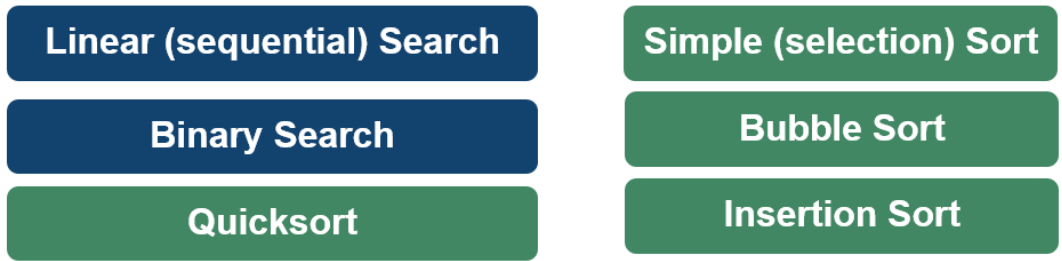 Linear (sequential) Search
Binary Search
Quicksort
Simple (selection) Sort
Bubble Sort
Insertion Sort